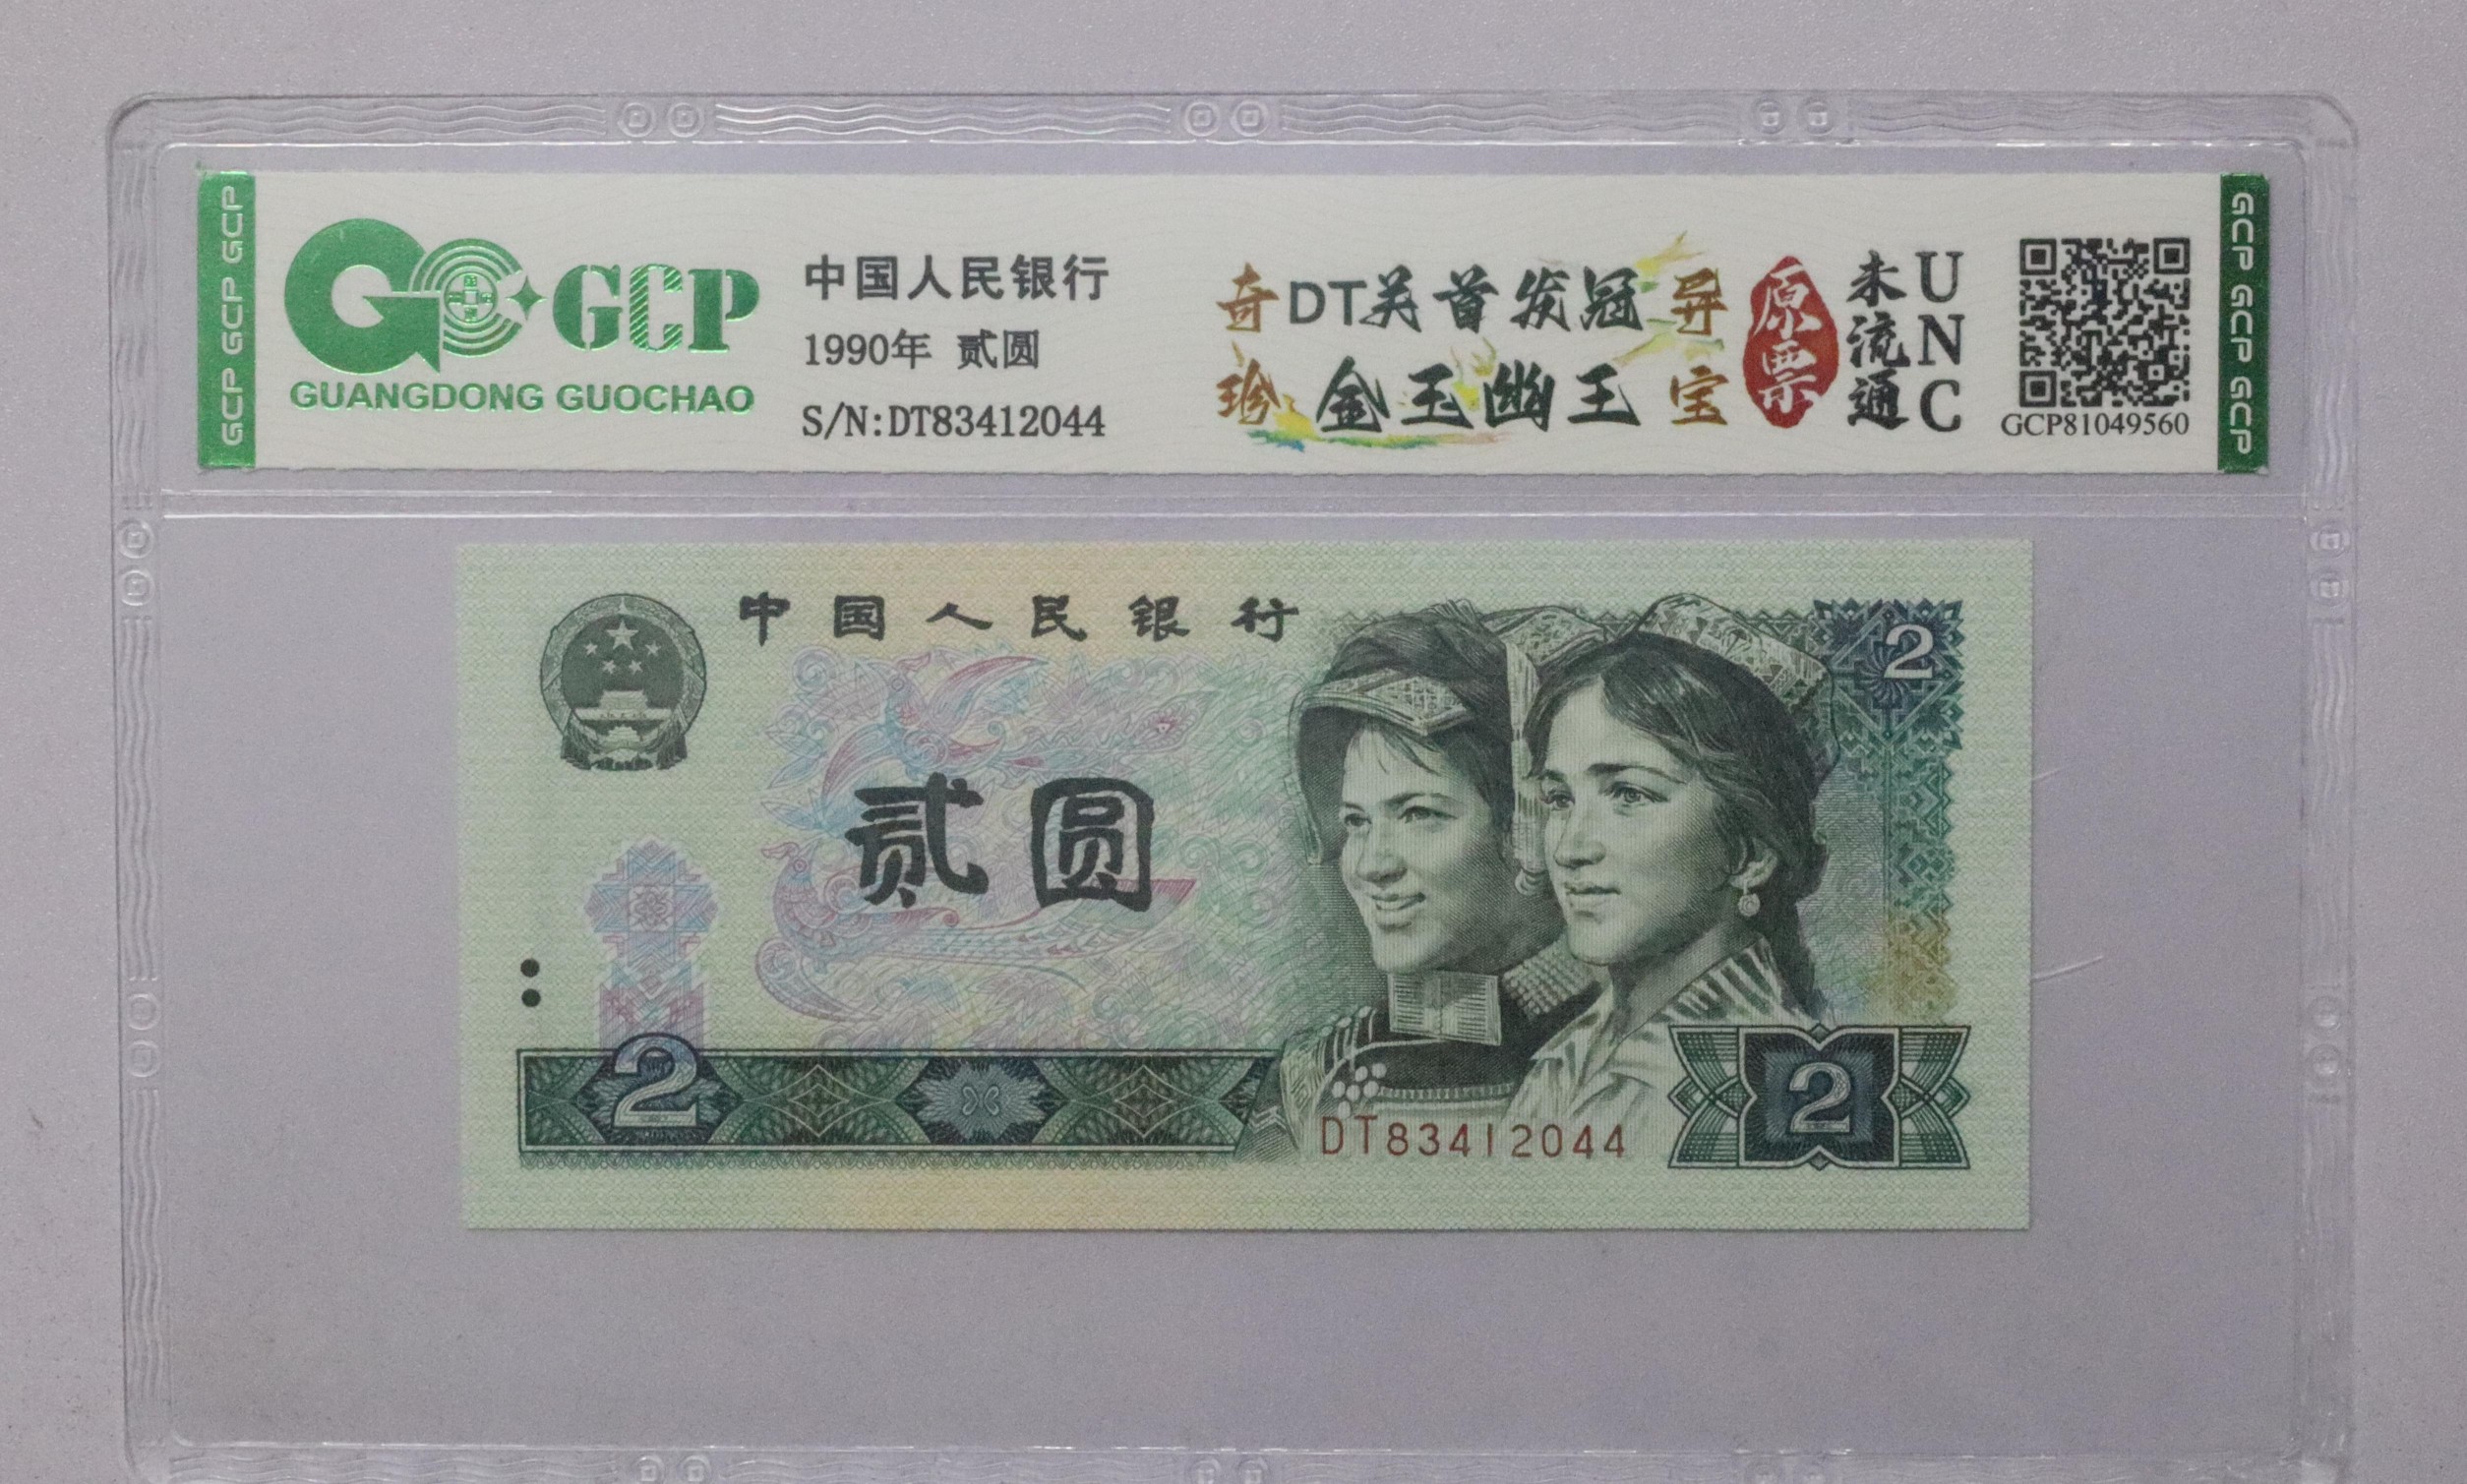 GCP GCP GCP
GCP
GUANGDONG GUOCHAO
中国人民银行
1990年 贰圆
S/N:DT83412044
奇珍
DT关首发冠
金玉幽王
异宝
原票
未流通
UNC
GCP81049560
GCP GCP GCP
中国人民银行
2
贰圆
2
DT83412044
2